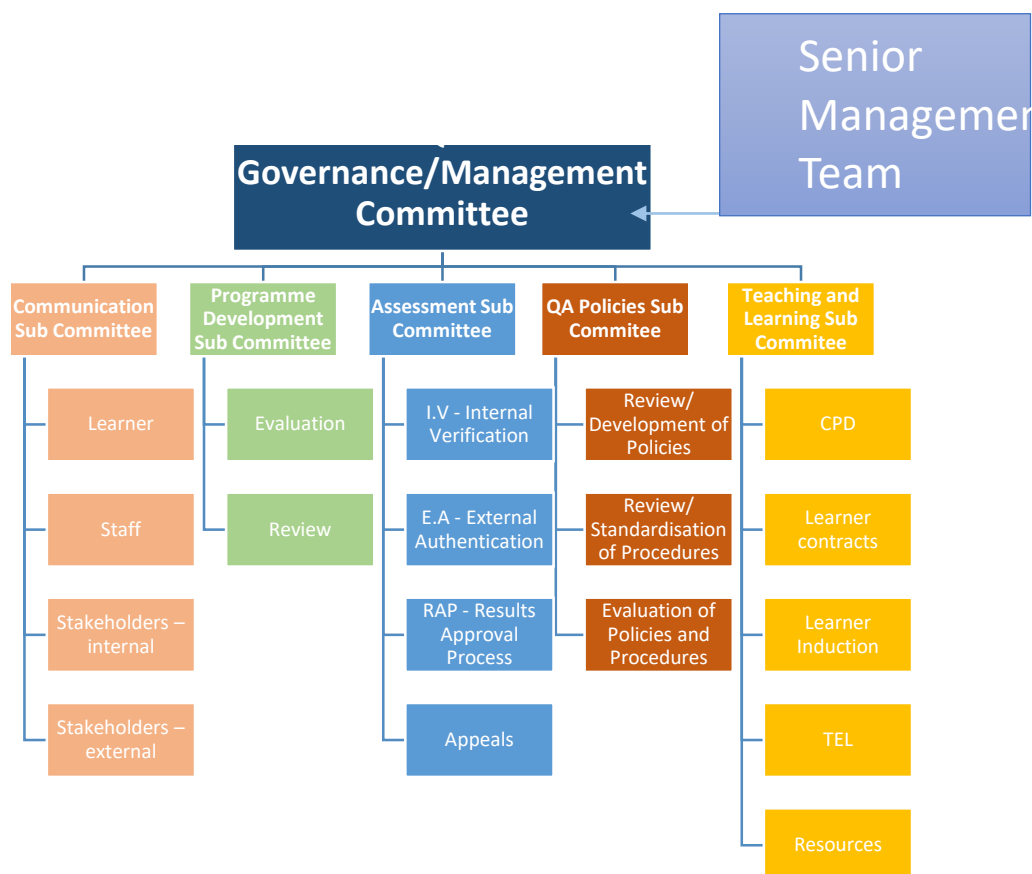 Senior
Managemen
Team
Governance/Management
Committee
Communication
Sub Committee
Programme
Development
Sub Committee
Assessment Sub
Committee
QA Policies Sub
Commitee
Teaching and
Learning Sub
Commitee
Learner
Staff
Stakeholders –
internal
Stakeholders –
external
Evaluation
Review
I.V - Internal
Verification
E.A - External
Authentication
RAP - Results
Approval
Process
Appeals
Review/
Development of
Policies
Review/
Standardisation
of Procedures
Evaluation of
Policies and
Procedures
CPD
Learner
contracts
Learner
Induction
TEL
Resources